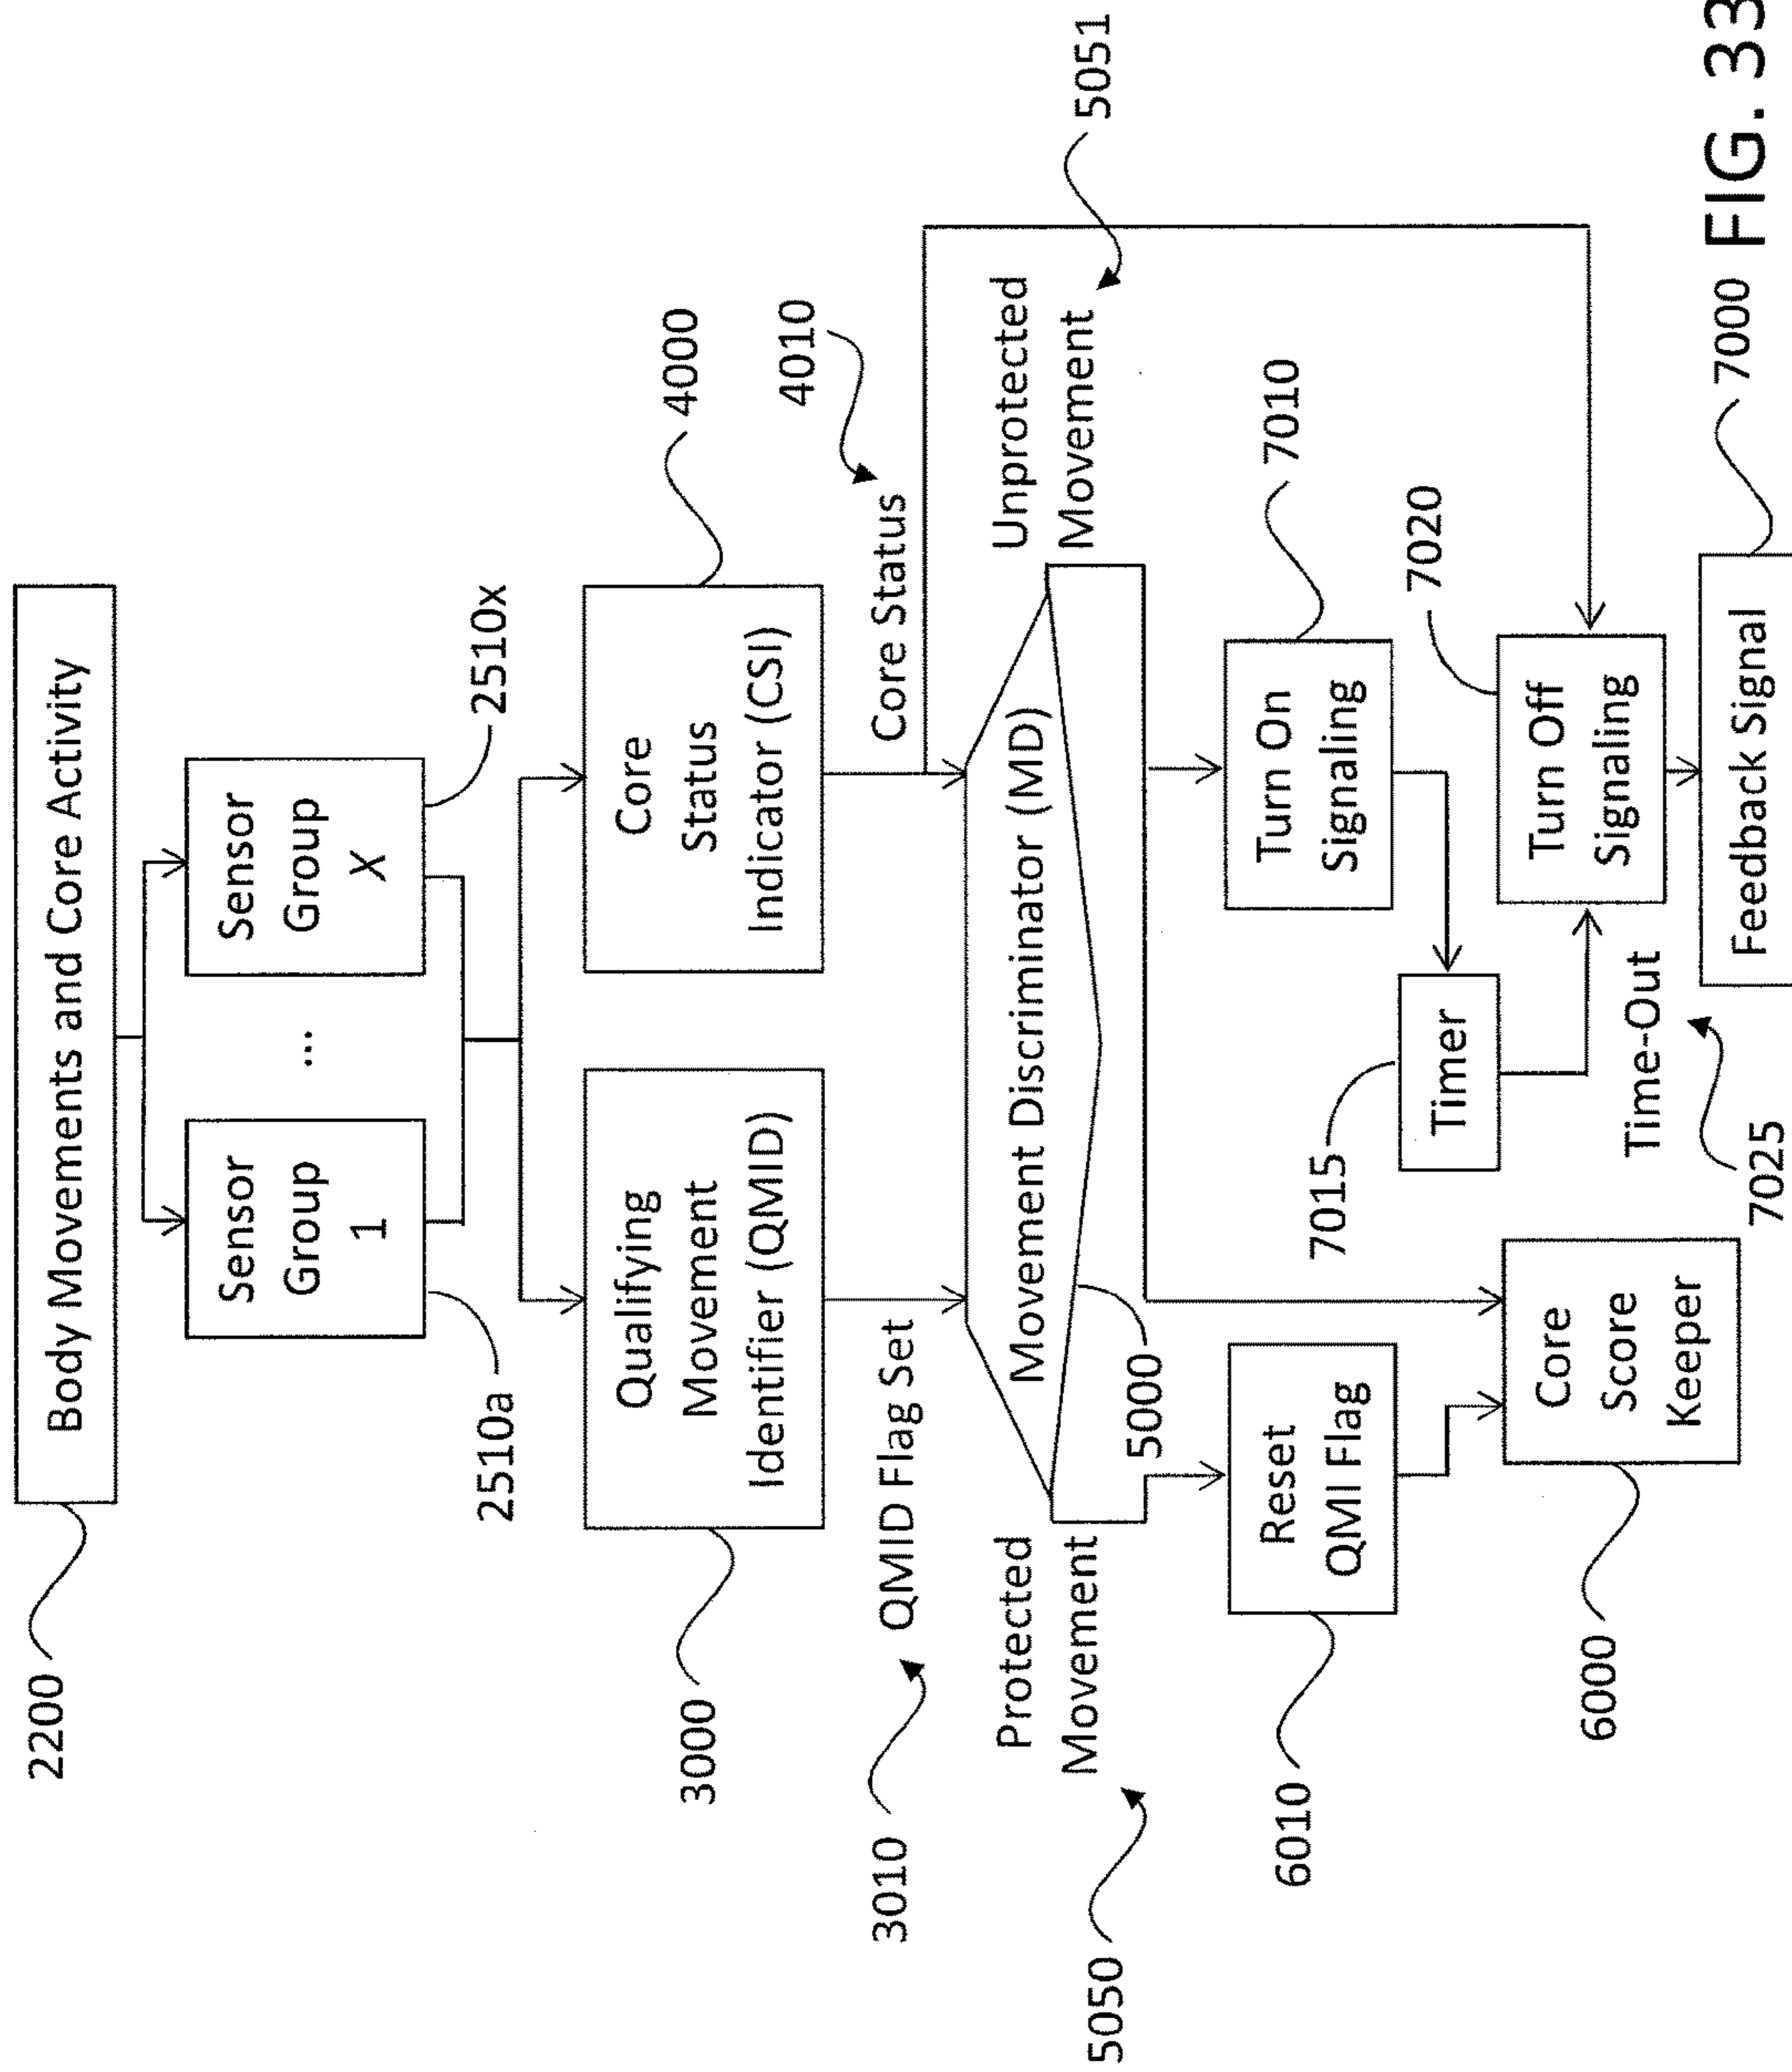 2200
Body Movements and Core Activity
Sensor
Group
1
...
Sensor
Group
X
2510a
2510x
3000
Qualifying
Movement
Identifier (QMID)
Core
Status
Indicator (CSI)
4000
3010
QMID Flag Set
Core Status
4010
Protected
Movement
5050
Movement Discriminator (MD)
5000
Unprotected
Movement
5051
6010
Reset
QMI Flag
Turn On
Signaling
7010
7015
Timer
6000
Core
Score
Keeper
Time-Out
7025
Turn Off
Signaling
7020
Feedback Signal
7000
FIG. 33